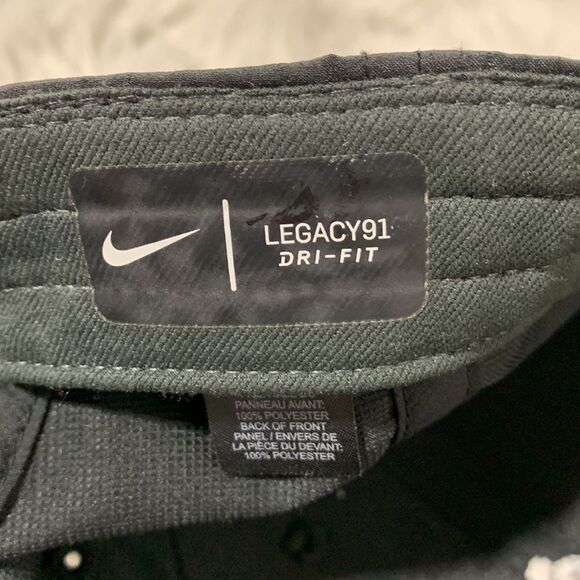 LEGACY91
DRI-FIT
PANNEAU AVANT:
100% POLYESTER
BACK OF FRONT
PANEL / ENVERS DE
LA PIÈCE DU DEVANT:
100% POLYESTER